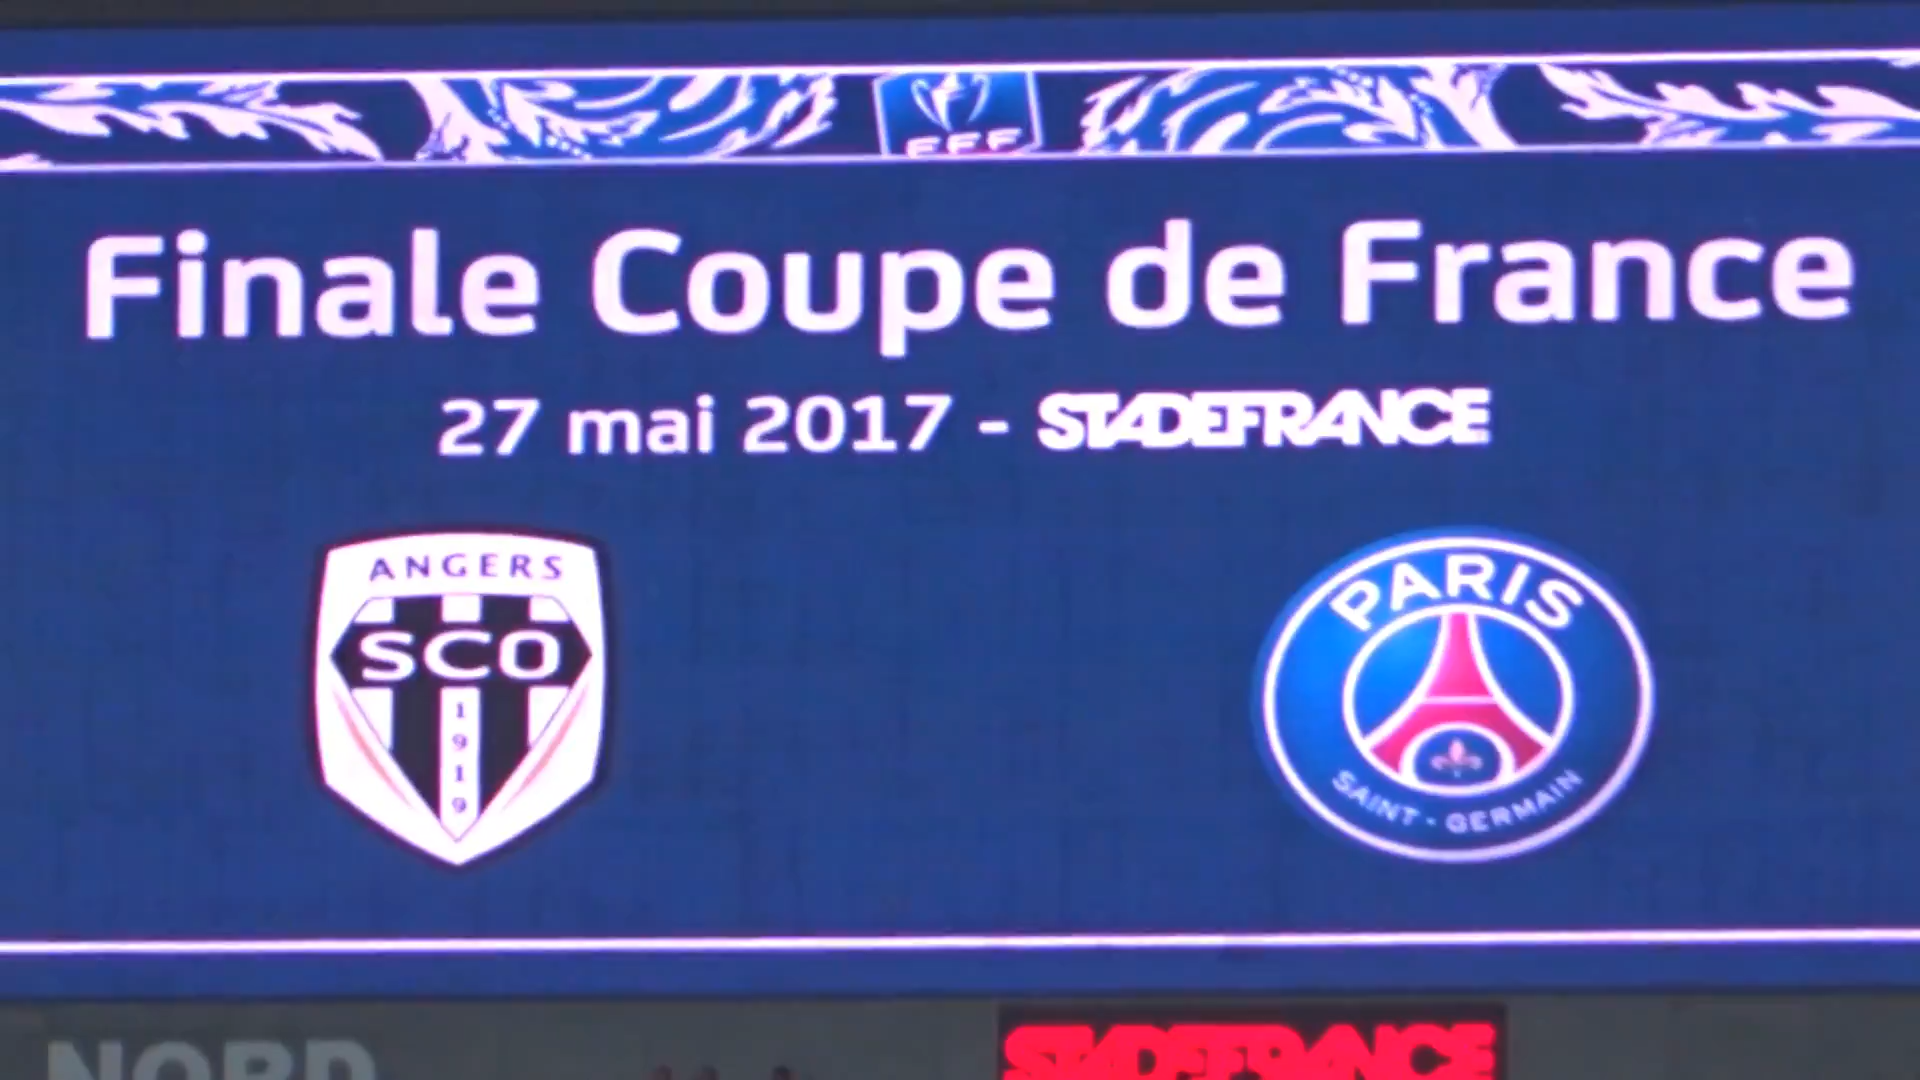 FFF
Finale Coupe de France
27 mai 2017 - STADEFRANCE
ANGERS
SCO
1919
PARIS
SAINT-GERMAIN
NORD
STADEFRANCE